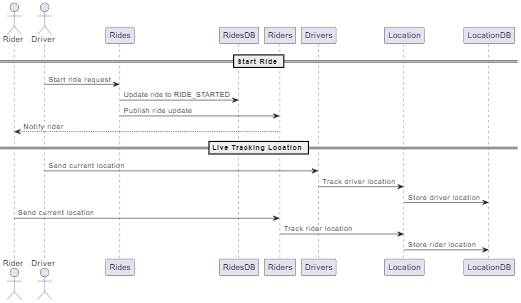 Rider Driver Rides RidesDB Riders Drivers Location LocationDB
Start Ride
Start ride request
Update ride to RIDE_STARTED
Publish ride update
Notify rider
Live Tracking Location
Send current location
Track driver location
Store driver location
Send current location
Track rider location
Store rider location
Rider Driver Rides RidesDB Riders Drivers Location LocationDB